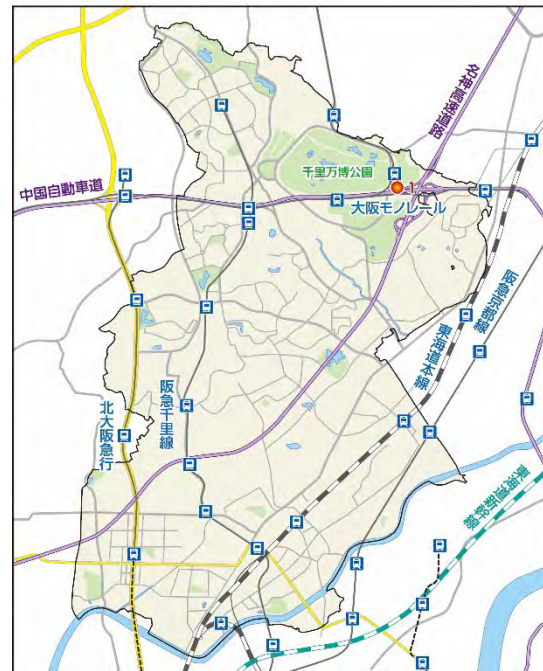 名神高速道路
千里万博公園
1
中国自動車道
大阪モノレール
阪急京都線
東海道本線
阪急千里線
北大阪急行
東海道新幹線